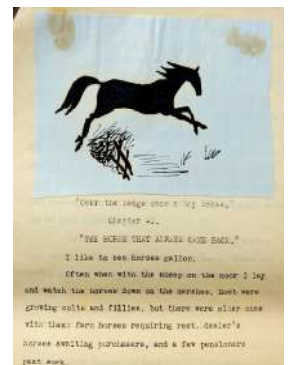 "Over the hedge went my horse,"
Chapter
"THE HORSE THAT ALWAYS CAME BACK."
I like to see horses gallop.
Often when with the sheep on the moor I lay
and watch the horses down on the marshes. Most were
growing colts and fillies, but there were older ones
with them: farm horses requiring rest, dealer's
horses awaiting purchasers, and a few pensioners
past work.